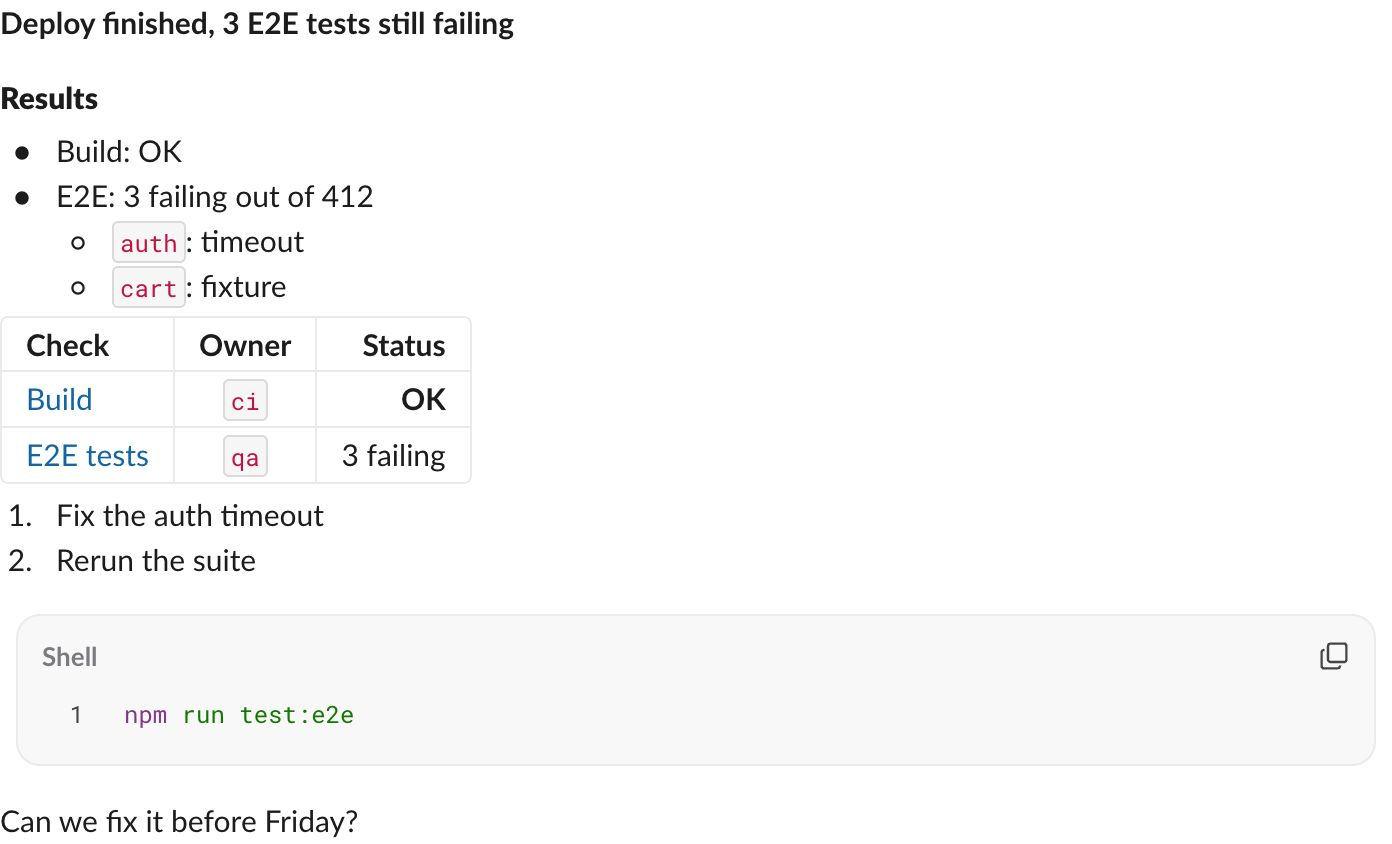 Deploy finished, 3 E2E tests still failing
Results
Build: OK
E2E: 3 failing out of 412
auth: timeout
cart: fixture
Check Owner Status
Build ci OK
E2E tests qa 3 failing
1. Fix the auth timeout
2. Rerun the suite
Shell
1 npm run test:e2e
Can we fix it before Friday?